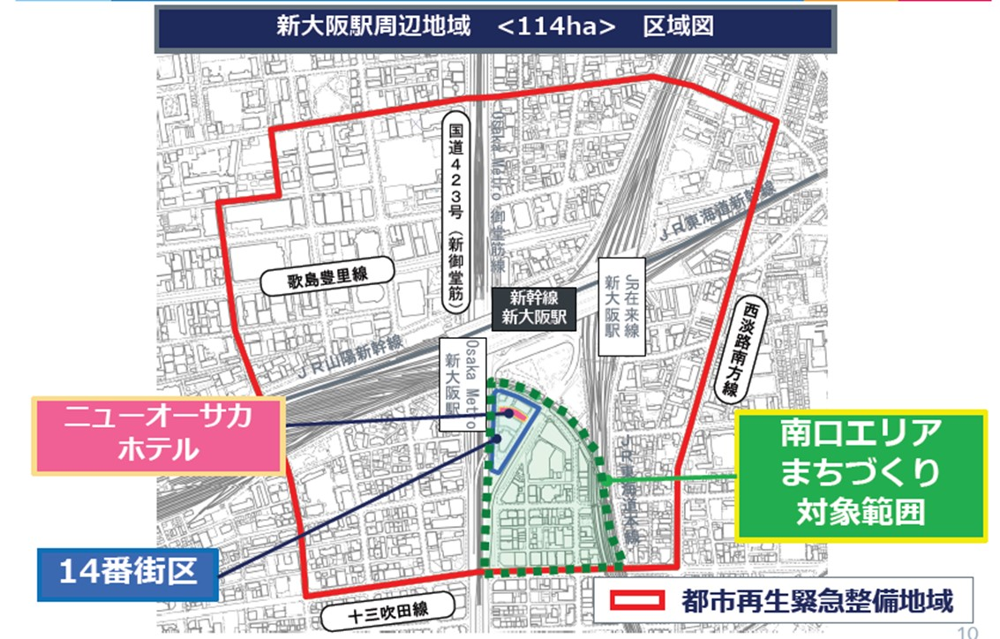 新大阪駅周辺地域 <114ha> 区域図
国道423号（新御堂筋）
Osaka Metro 御堂筋線
JR東海道新幹線
歌島豊里線
新幹線
新大阪駅
JR在来線
新大阪駅
西淡路南方線
JR山陽新幹線
Osaka Metro
新大阪駅
ニューオーサカ
ホテル
南口エリア
まちづくり
対象範囲
JR東海道本線
14番街区
十三吹田線
都市再生緊急整備地域
10